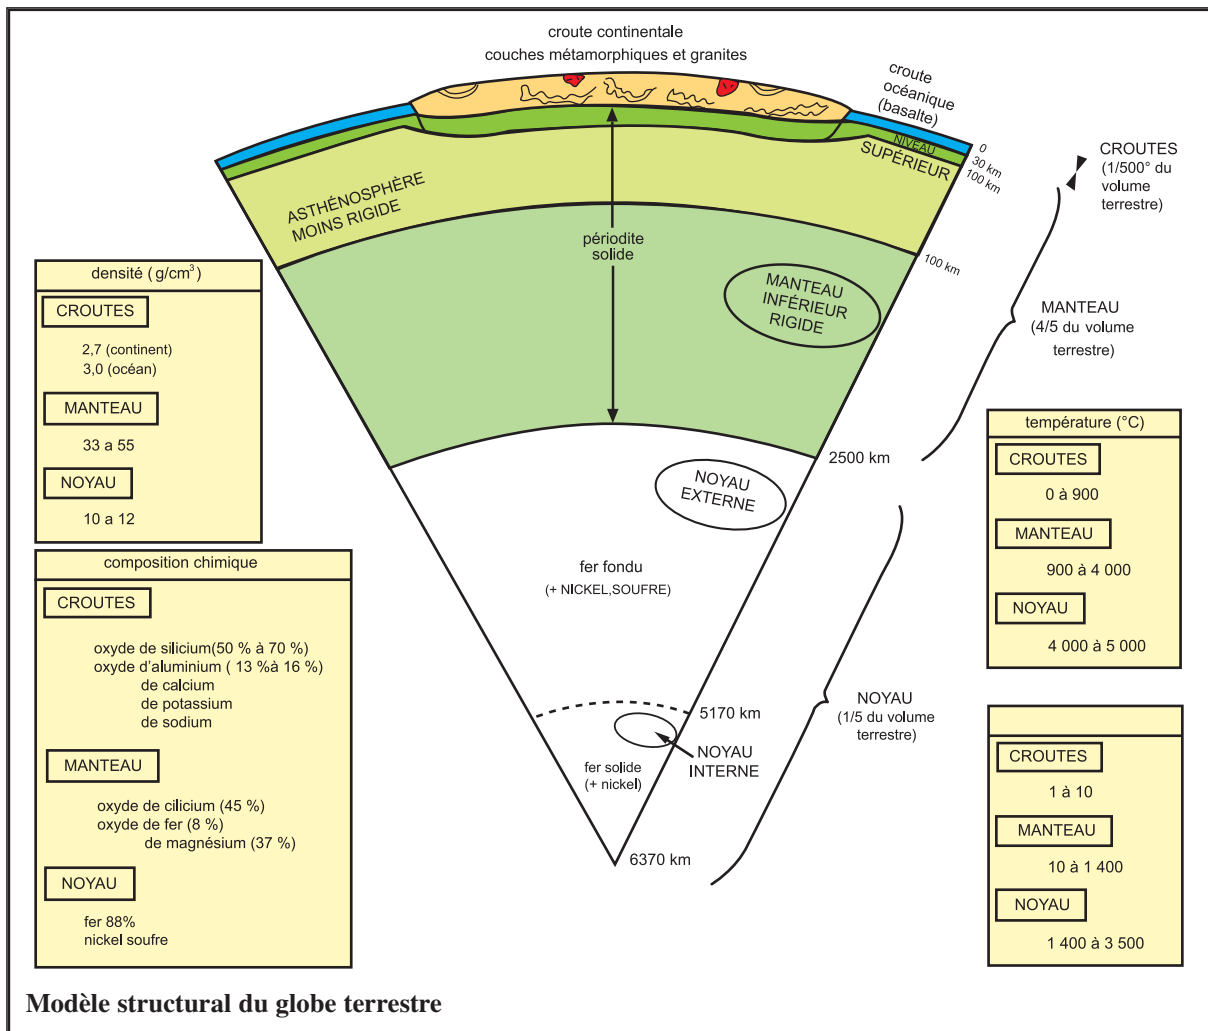 croute continentale
couches métamorphiques et granites
croute
océanique
(basalte)
0
30 km
100 km
NIVEAU
SUPÉRIEUR
CROUTES
(1/500° du
volume
terrestre)
ASTHÉNOSPHÈRE
MOINS RIGIDE
péridite
solide
100 km
MANTEAU
INFÉRIEUR
RIGIDE
MANTEAU
(4/5 du volume
terrestre)
densité ( g/cm3)
CROUTES
2,7 (continent)
3,0 (océan)
MANTEAU
33 a 55
NOYAU
10 a 12
2500 km
NOYAU
EXTERNE
température (°C)
CROUTES
0 à 900
MANTEAU
900 à 4 000
NOYAU
4 000 à 5 000
composition chimique
CROUTES
oxyde de silicium(50 % à 70 %)
oxyde d'aluminium ( 13 %à 16 %)
de calcium
de potassium
de sodium
MANTEAU
oxyde de cilicium (45 %)
oxyde de fer (8 %)
de magnésium (37 %)
NOYAU
fer 88%
nickel soufre
fer fondu
(+ NICKEL,SOUFRE)
5170 km
NOYAU
INTERNE
fer solide
(+ nickel)
6370 km
NOYAU
(1/5 du volume
terrestre)
CROUTES
1 à 10
MANTEAU
10 à 1 400
NOYAU
1 400 à 3 500
Modèle structural du globe terrestre